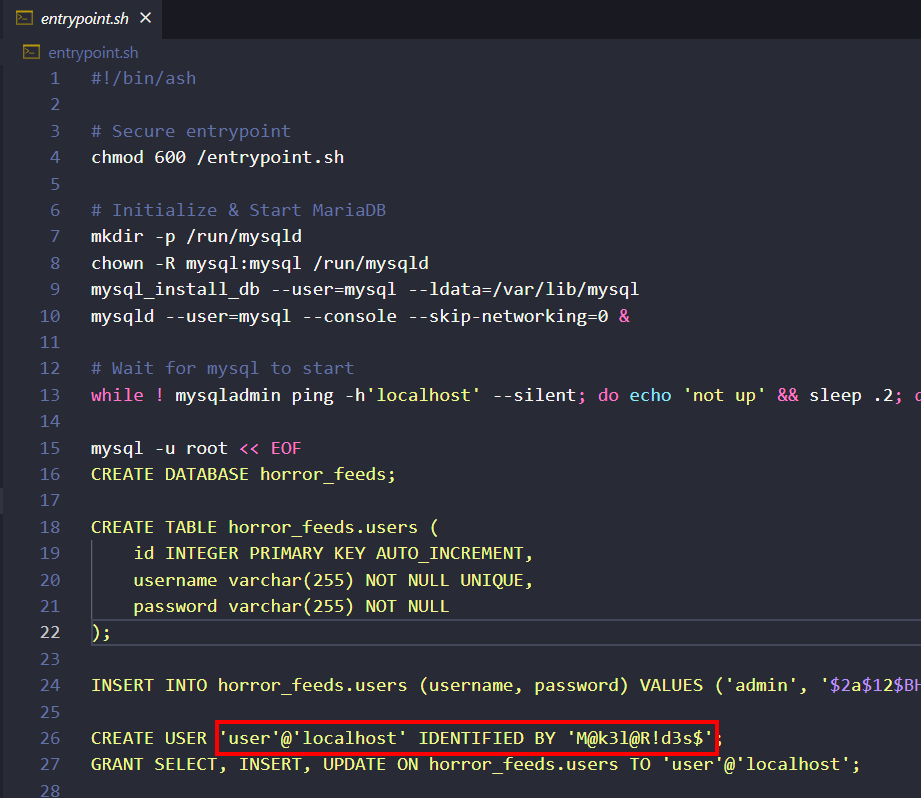 entrypoint.sh
entrypoint.sh
1 #!/bin/ash
2
3 # Secure entrypoint
4 chmod 600 /entrypoint.sh
5
6 # Initialize & Start MariaDB
7 mkdir -p /run/mysqld
8 chown -R mysql:mysql /run/mysqld
9 mysql_install_db --user=mysql --ldata=/var/lib/mysql
10 mysqld --user=mysql --console --skip-networking=0 &
11
12 # Wait for mysql to start
13 while ! mysqladmin ping -h'localhost' --silent; do echo 'not up' && sleep .2;
14
15 mysql -u root << EOF
16 CREATE DATABASE horror_feeds;
17
18 CREATE TABLE horror_feeds.users (
19 id INTEGER PRIMARY KEY AUTO_INCREMENT,
20 username varchar(255) NOT NULL UNIQUE,
21 password varchar(255) NOT NULL
22 );
23
24 INSERT INTO horror_feeds.users (username, password) VALUES ('admin', '$2a$12$BH
25
26 CREATE USER 'user'@'localhost' IDENTIFIED BY 'M@k3l@R!d3s$';
27 GRANT SELECT, INSERT, UPDATE ON horror_feeds.users TO 'user'@'localhost';
28